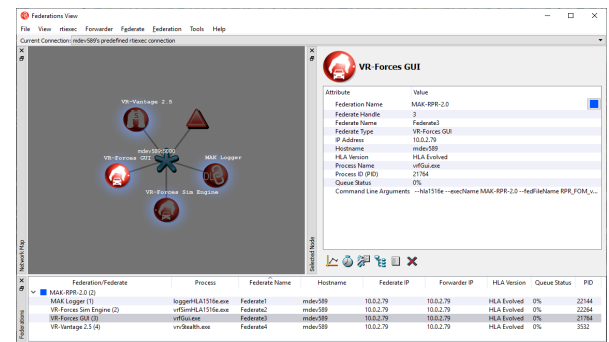 Federations View
File View rtiexec Forwarder Federate Federation Tools Help
Current Connection: mdev589's predefined rtiexec connection
VR-Vantage 2.5
mdev589:5000
VR-Forces GUI
MAK Logger
VR-Forces Sim Engine
Network Map
VR-Forces GUI
Attribute Value
Federation Name MAK-RPR-2.0
Federate Handle 3
Federate Name Federate3
Federate Type VR-Forces GUI
IP Address 10.0.2.79
Hostname mdev589
HLA Version HLA Evolved
Process Name vrfGui.exe
Process ID (PID) 21764
Queue Status 0%
Command Line Arguments --hla1516e --execName MAK-RPR-2.0 --fedFileName RPR_FOM_v...
Selected Node
Federation/Federate Process Federate Name Hostname Federate IP Forwarder IP HLA Version Queue Status PID
MAK-RPR-2.0 (2)
MAK Logger (1) loggerHLA1516e.exe Federate1 mdev589 10.0.2.79 10.0.2.79 HLA Evolved 0% 22144
VR-Forces Sim Engine (2) vrfSimHLA1516e.exe Federate2 mdev589 10.0.2.79 10.0.2.79 HLA Evolved 0% 22264
VR-Forces GUI (3) vrfGui.exe Federate3 mdev589 10.0.2.79 10.0.2.79 HLA Evolved 0% 21764
VR-Vantage 2.5 (4) vrvStealth.exe Federate4 mdev589 10.0.2.79 10.0.2.79 HLA Evolved 0% 3532
Federations